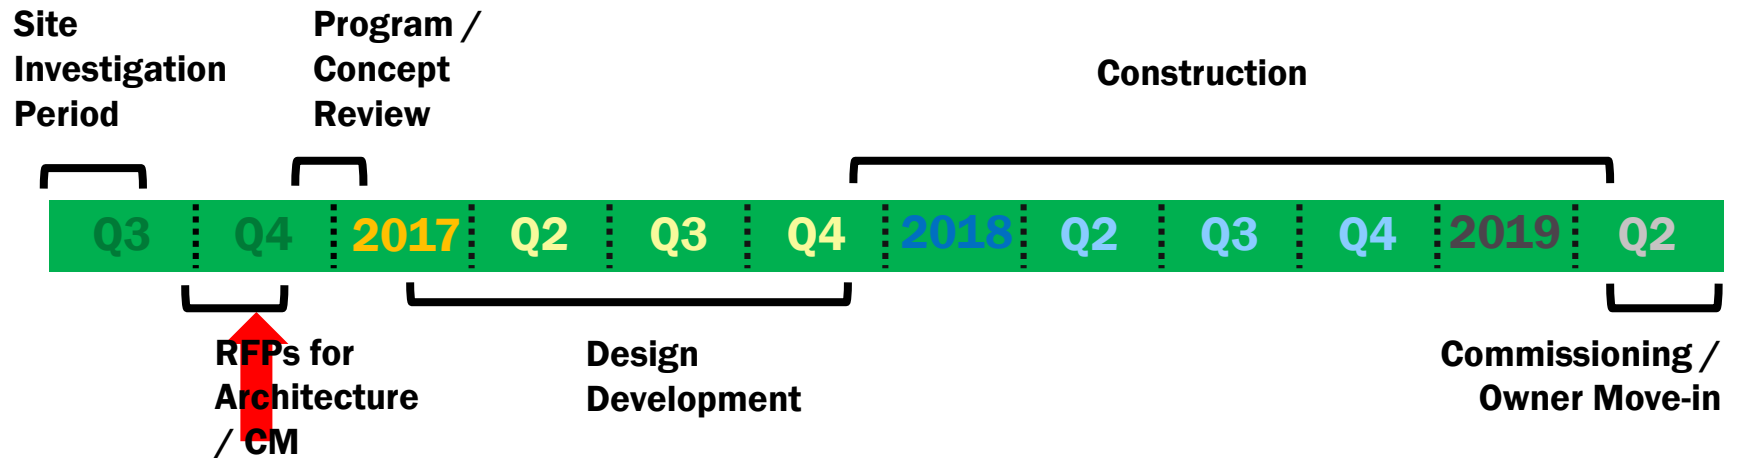 Site
Investigation
Period
Program /
Concept
Review
Construction
Q3 Q4 2017 Q2 Q3 Q4 2018 Q2 Q3 Q4 2019 Q2
RFPs for
Architecture
/ CM
Design
Development
Commissioning /
Owner Move-in